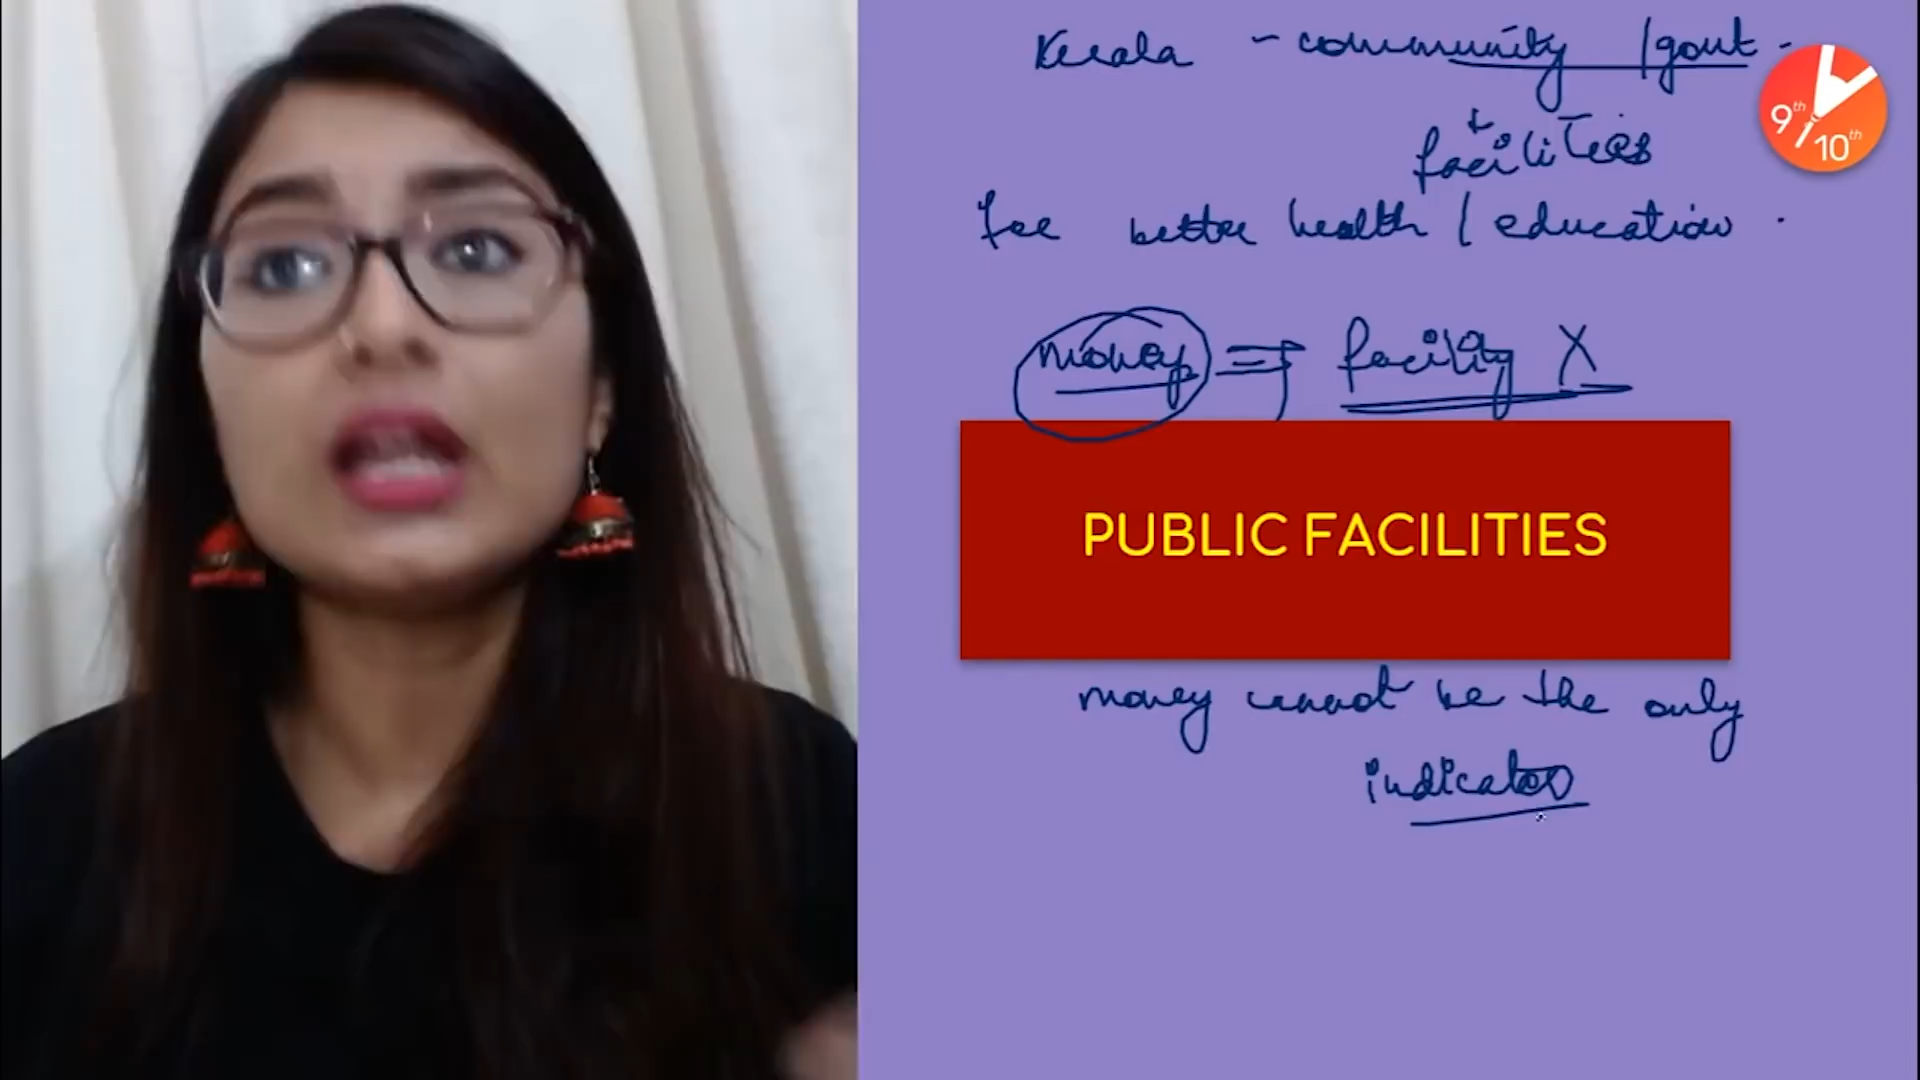 Kerala - community / govt.
facilities
for better health / education.
money ⇒ facility X
PUBLIC FACILITIES
money cannot be the only
indicator
9th/10th